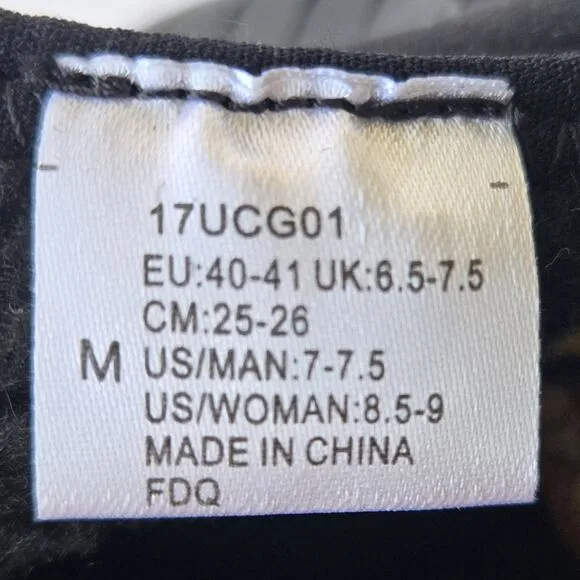 17UCG01
EU:40-41 UK:6.5-7.5
CM:25-26
M US/MAN:7-7.5
US/WOMAN:8.5-9
MADE IN CHINA
FDQ